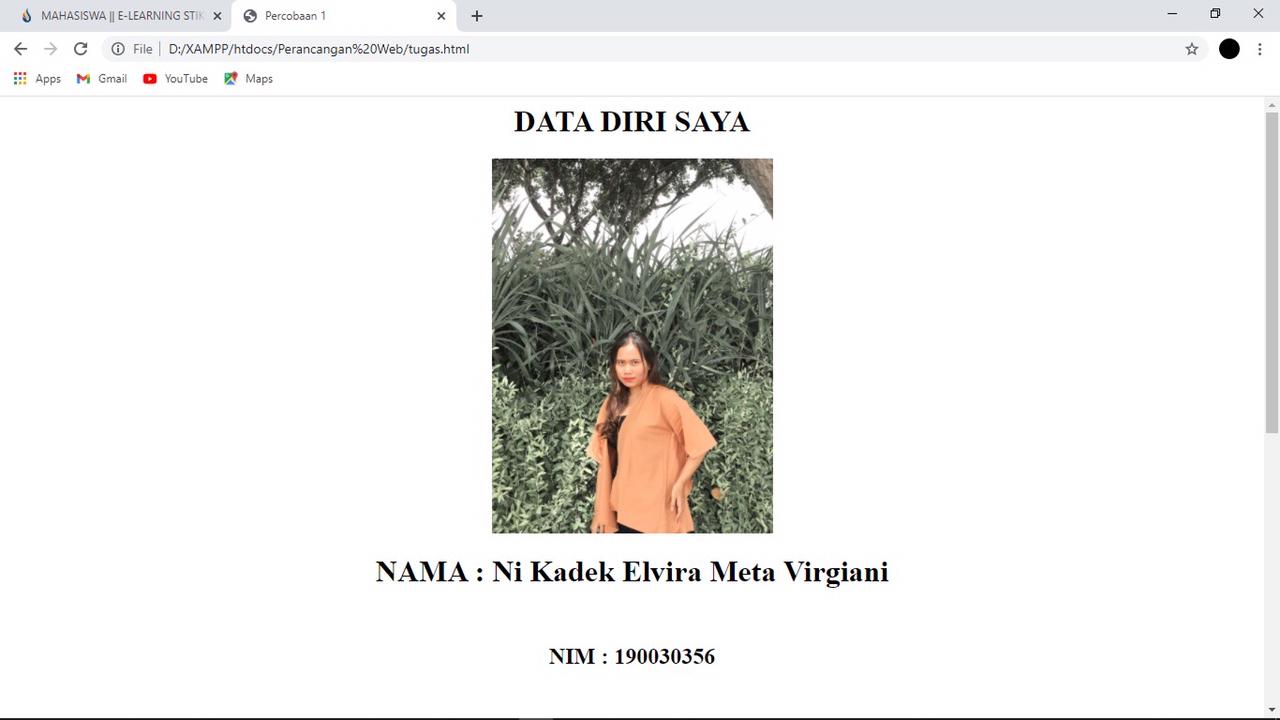 MAHASISWA || E-LEARNING STIK
Percobaan 1
File
D:/XAMPP/htdocs/Perancangan%20Web/tugas.html
Apps
Gmail
YouTube
Maps
DATA DIRI SAYA
NAMA : Ni Kadek Elvira Meta Virgiani
NIM : 190030356